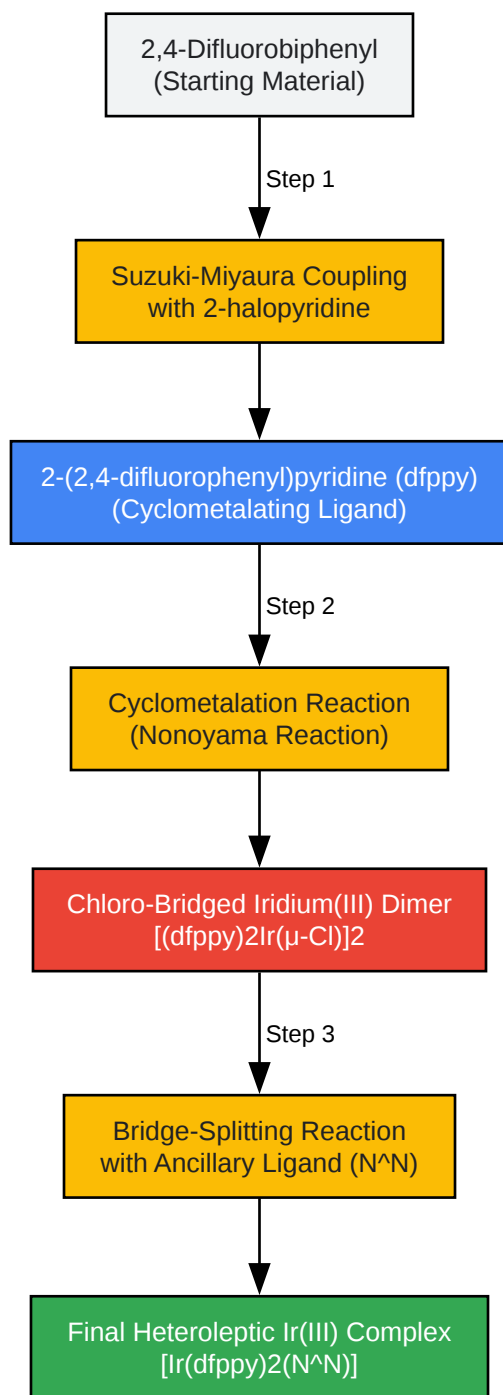 2,4-Difluorobiphenyl
(Starting Material)
Step 1
Suzuki-Miyaura Coupling
with 2-halopyridine
2-(2,4-difluorophenyl)pyridine (dfppy)
(Cyclometalating Ligand)
Step 2
Cyclometalation Reaction
(Nonoyama Reaction)
Chloro-Bridged Iridium(III) Dimer
[(dfppy)2Ir(μ-Cl)]2
Step 3
Bridge-Splitting Reaction
with Ancillary Ligand (N^N)
Final Heteroleptic Ir(III) Complex
[Ir(dfppy)2(N^N)]